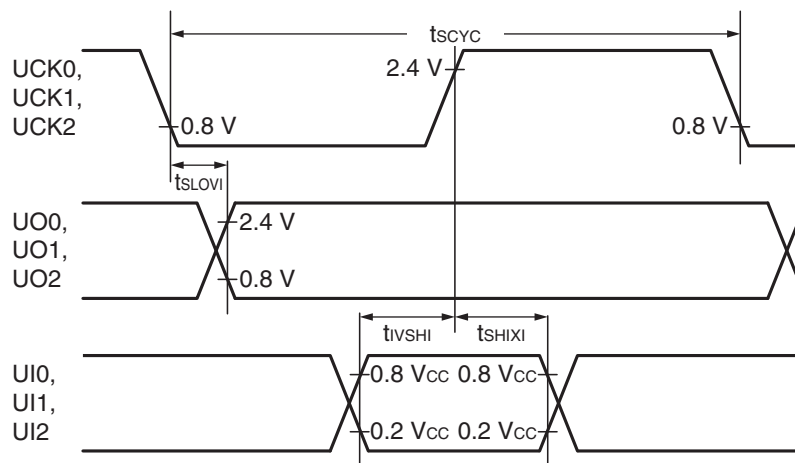 tSCYC
UCK0,
UCK1,
UCK2
2.4 V
0.8 V
0.8 V
tSLOVI
UO0,
UO1,
UO2
2.4 V
0.8 V
tIVSHI
tSHIXI
UI0,
UI1,
UI2
0.8 VCC 0.8 VCC
0.2 VCC 0.2 VCC